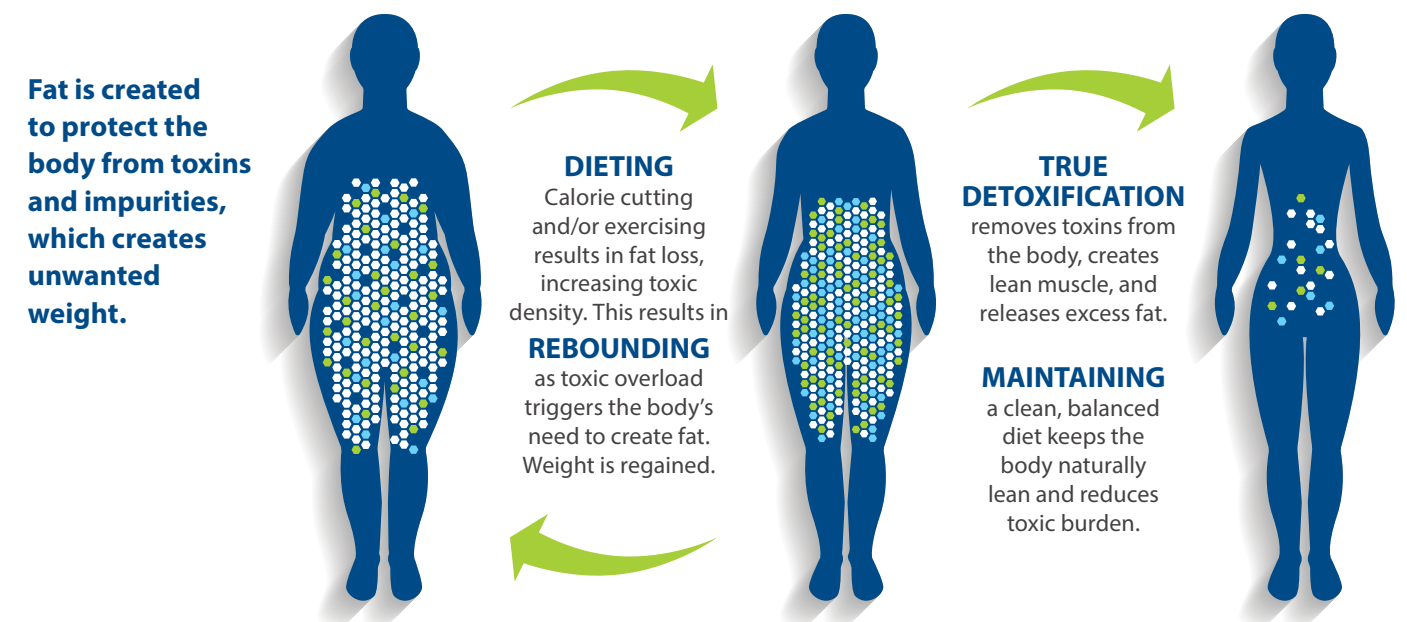 Fat is created
to protect the
body from toxins
and impurities,
which creates
unwanted
weight.
DIETING
Calorie cutting
and/or exercising
results in fat loss,
increasing toxic
density. This results in
REBOUNDING
as toxic overload
triggers the body’s
need to create fat.
Weight is regained.
TRUE
DETOXIFICATION
removes toxins from
the body, creates
lean muscle, and
releases excess fat.
MAINTAINING
a clean, balanced
diet keeps the
body naturally
lean and reduces
toxic burden.